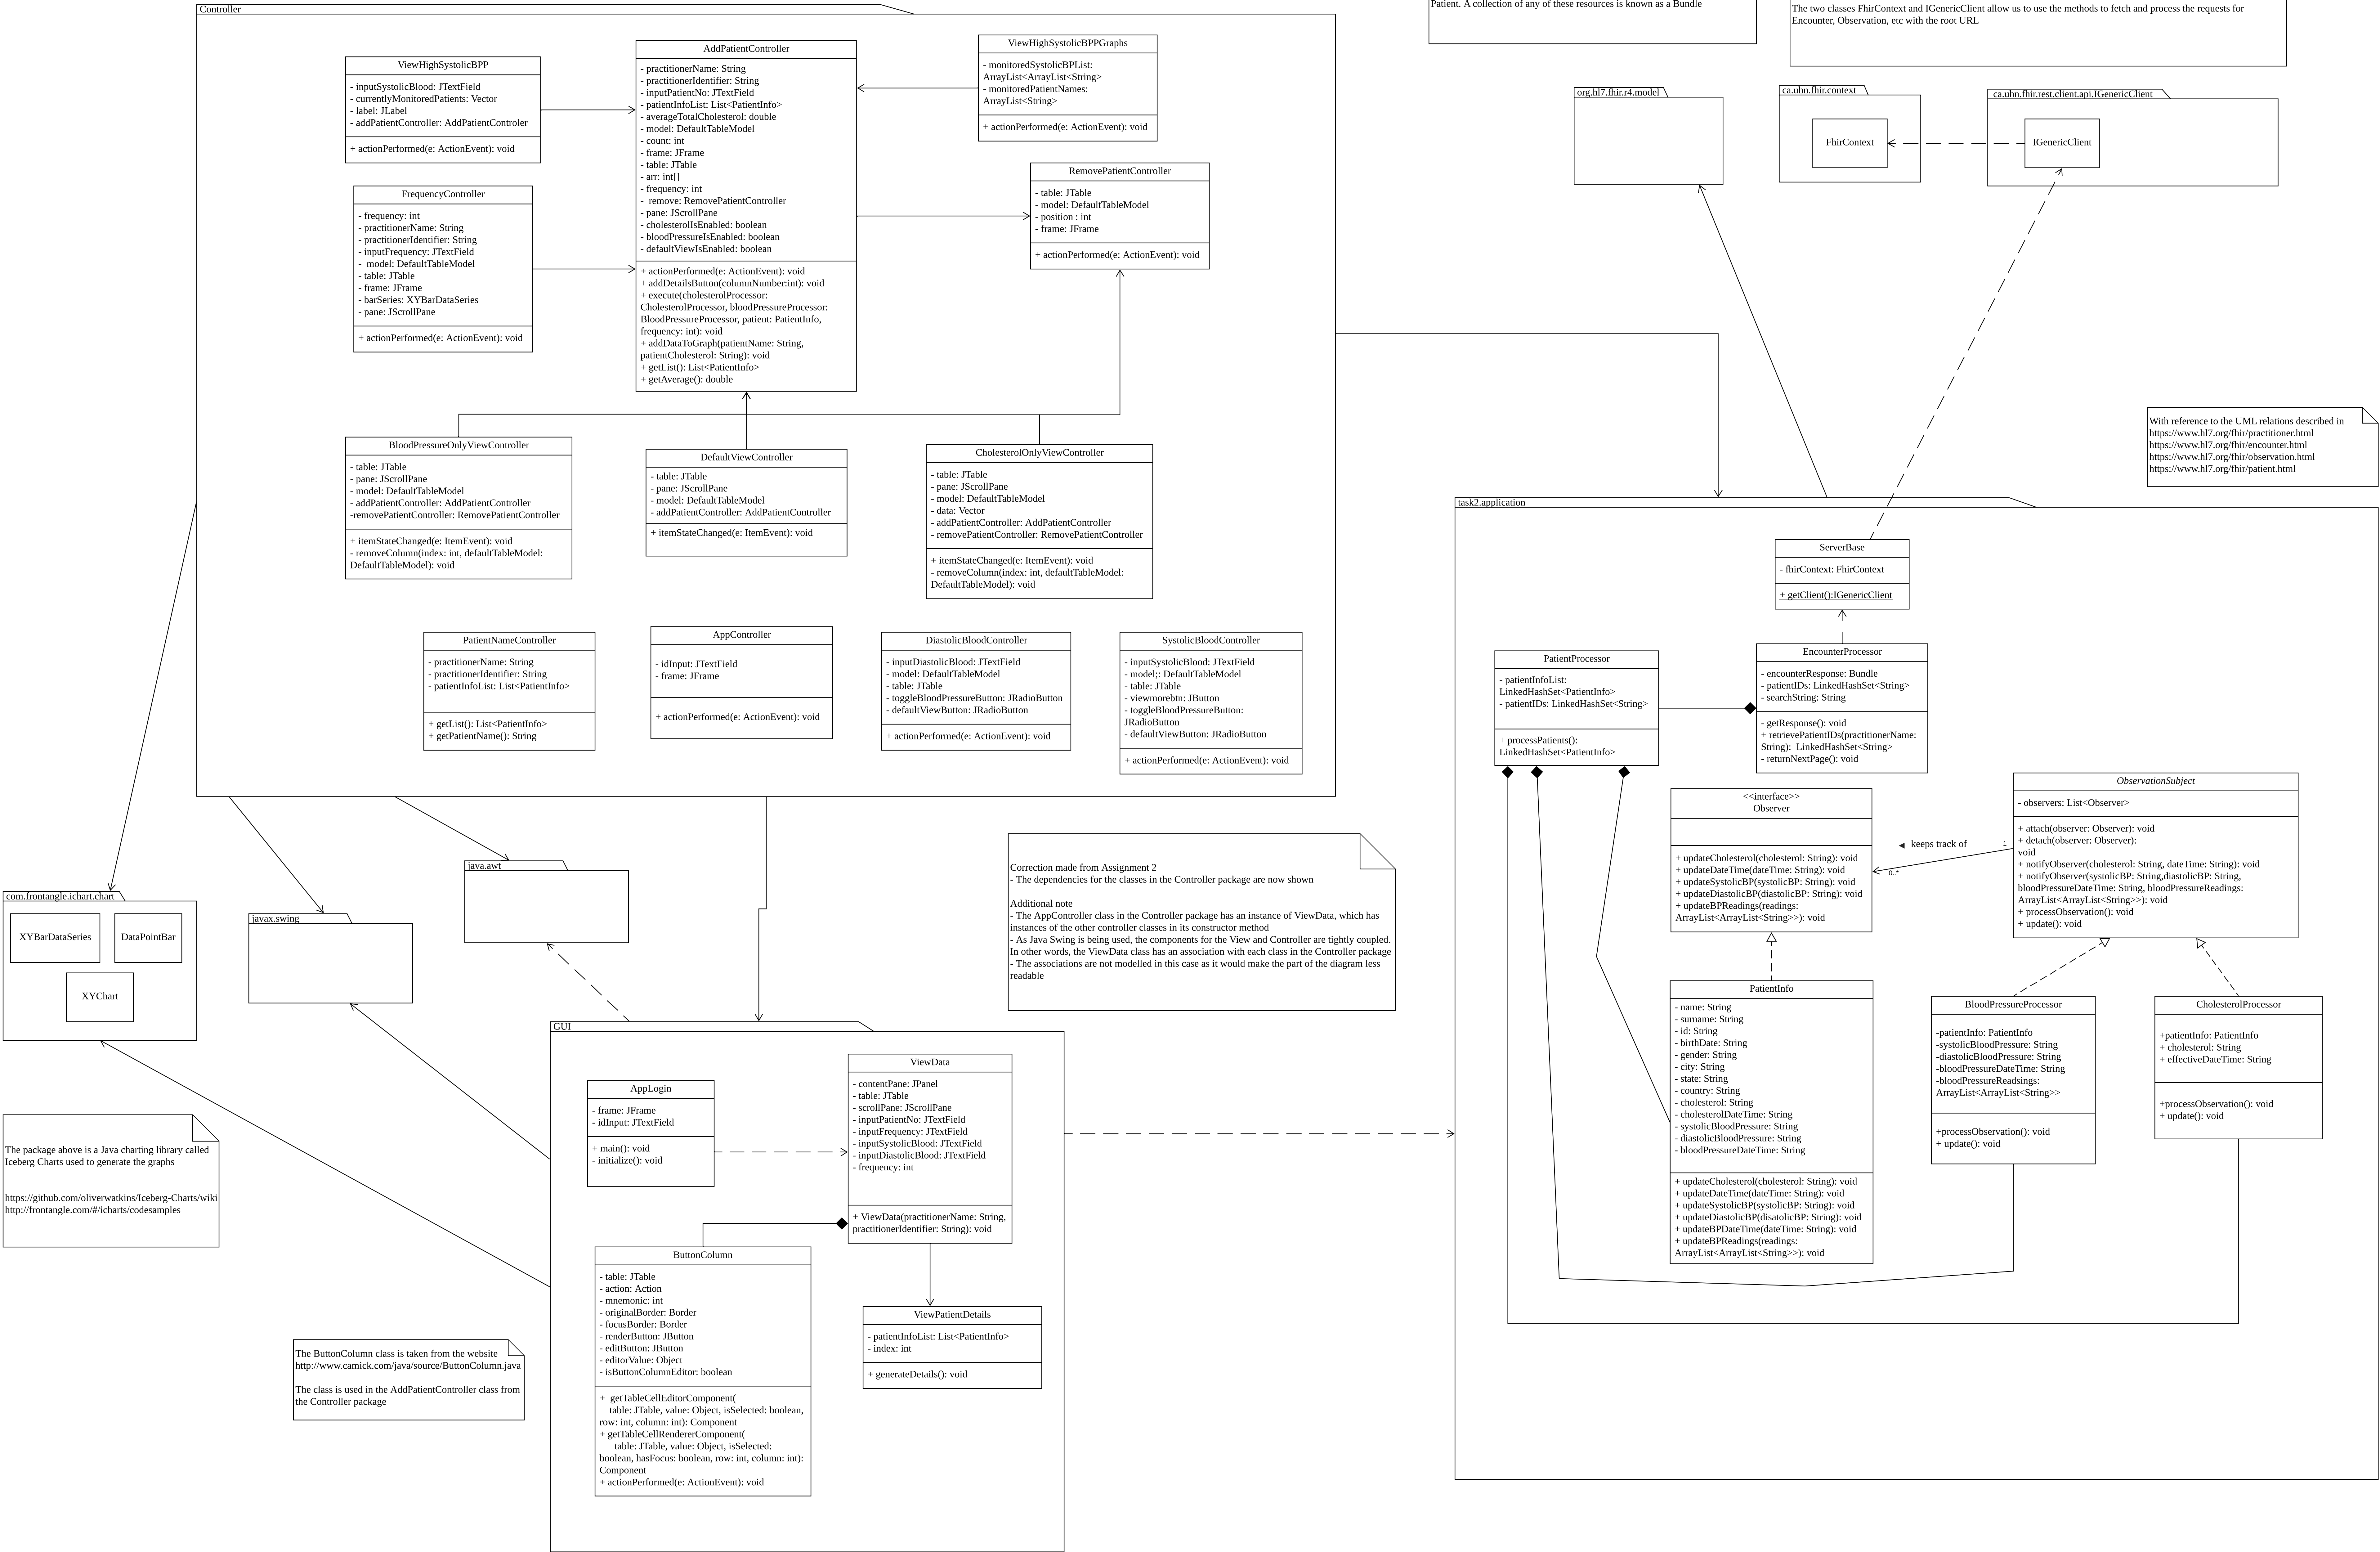 Controller
ViewHighSystolicBPP
- inputSystolicBlood: JTextField
- currentlyMonitoredPatients: Vector
- label: JLabel
- addPatientController: AddPatientControler
+ actionPerformed(e: ActionEvent): void
AddPatientController
- practitionerName: String
- practitionerIdentifier: String
- inputPatientNo: JTextField
- patientInfoList: List<PatientInfo>
- averageTotalCholesterol: double
- model: DefaultTableModel
- count: int
- frame: JFrame
- table: JTable
- arr: int[]
- frequency: int
-  remove: RemovePatientController
- pane: JScrollPane
- cholesterolIsEnabled: boolean
- bloodPressureIsEnabled: boolean
- defaultViewIsEnabled: boolean
+ actionPerformed(e: ActionEvent): void
+ addDetailsButton(columnNumber:int): void
+ execute(cholesterolProcessor:
CholesterolProcessor, bloodPressureProcessor:
BloodPressureProcessor, patient: PatientInfo,
frequency: int): void
+ addDataToGraph(patientName: String,
patientCholesterol: String): void
+ getList(): List<PatientInfo>
+ getAverage(): double
ViewHighSystolicBPPGraphs
- monitoredSystolicBPList:
ArrayList<ArrayList<String>
- monitoredPatientNames:
ArrayList<String>
+ actionPerformed(e: ActionEvent): void
RemovePatientController
- table: JTable
- model: DefaultTableModel
- position : int
- frame: JFrame
+ actionPerformed(e: ActionEvent): void
FrequencyController
- frequency: int
- practitionerName: String
- practitionerIdentifier: String
- inputFrequency: JTextField
-  model: DefaultTableModel
- table: JTable
- frame: JFrame
- barSeries: XYBarDataSeries
- pane: JScrollPane
+ actionPerformed(e: ActionEvent): void
BloodPressureOnlyViewController
- table: JTable
- pane: JScrollPane
- model: DefaultTableModel
- addPatientController: AddPatientController
-removePatientController: RemovePatientController
+ itemStateChanged(e: ItemEvent): void
- removeColumn(index: int, defaultTableModel:
DefaultTableModel): void
DefaultViewController
- table: JTable
- pane: JScrollPane
- model: DefaultTableModel
- addPatientController: AddPatientController
+ itemStateChanged(e: ItemEvent): void
CholesterolOnlyViewController
- table: JTable
- pane: JScrollPane
- model: DefaultTableModel
- data: Vector
- addPatientController: AddPatientController
- removePatientController: RemovePatientController
+ itemStateChanged(e: ItemEvent): void
- removeColumn(index: int, defaultTableModel:
DefaultTableModel): void
PatientNameController
- practitionerName: String
- practitionerIdentifier: String
- patientInfoList: List<PatientInfo>
+ getList(): List<PatientInfo>
+ getPatientName(): String
AppController
- idInput: JTextField
- frame: JFrame
+ actionPerformed(e: ActionEvent): void
DiastolicBloodController
- inputDiastolicBlood: JTextField
- model: DefaultTableModel
- table: JTable
- toggleBloodPressureButton: JRadioButton
- defaultViewButton: JRadioButton
+ actionPerformed(e: ActionEvent): void
SystolicBloodController
- inputSystolicBlood: JTextField
- model;: DefaultTableModel
- table: JTable
- viewmorebtn: JButton
- toggleBloodPressureButton:
JRadioButton
- defaultViewButton: JRadioButton
+ actionPerformed(e: ActionEvent): void
Patient. A collection of any of these resources is known as a Bundle
The two classes FhirContext and IGenericClient allow us to use the methods to fetch and process the requests for
Encounter, Observation, etc with the root URL
org.hl7.fhir.r4.model
ca.uhn.fhir.context
FhirContext
ca.uhn.fhir.rest.client.api.IGenericClient
IGenericClient
With reference to the UML relations described in
https://www.hl7.org/fhir/practitioner.html
https://www.hl7.org/fhir/encounter.html
https://www.hl7.org/fhir/observation.html
https://www.hl7.org/fhir/patient.html
task2.application
ServerBase
- fhirContext: FhirContext
+ getClient():IGenericClient
PatientProcessor
- patientInfoList:
LinkedHashSet<PatientInfo>
- patientIDs: LinkedHashSet<String>
+ processPatients():
LinkedHashSet<PatientInfo>
EncounterProcessor
- encounterResponse: Bundle
- patientIDs: LinkedHashSet<String>
- searchString: String
- getResponse(): void
+ retrievePatientIDs(practitionerName:
String):  LinkedHashSet<String>
- returnNextPage(): void
<<interface>>
Observer
+ updateCholesterol(cholesterol: String): void
+ updateDateTime(dateTime: String): void
+ updateSystolicBP(systolicBP: String): void
+ updateDiastolicBP(diastolicBP: String): void
+ updateBPReadings(readings:
ArrayList<ArrayList<String>>): void
◄ keeps track of
1
0..*
ObservationSubject
- observers: List<Observer>
+ attach(observer: Observer): void
+ detach(observer: Observer):
void
+ notifyObserver(cholesterol: String, dateTime: String): void
+ notifyObserver(systolicBP: String,diastolicBP: String,
bloodPressureDateTime: String, bloodPressureReadings:
ArrayList<ArrayList<String>>): void
+ processObservation(): void
+ update(): void
PatientInfo
- name: String
- surname: String
- id: String
- birthDate: String
- gender: String
- city: String
- state: String
- country: String
- cholesterol: String
- cholesterolDateTime: String
- systolicBloodPressure: String
- diastolicBloodPressure: String
- bloodPressureDateTime: String
+ updateCholesterol(cholesterol: String): void
+ updateDateTime(dateTime: String): void
+ updateSystolicBP(systolicBP: String): void
+ updateDiastolicBP(disatolicBP: String): void
+ updateBPDateTime(dateTime: String): void
+ updateBPReadings(readings:
ArrayList<ArrayList<String>>): void
BloodPressureProcessor
-patientInfo: PatientInfo
-systolicBloodPressure: String
-diastolicBloodPressure: String
-bloodPressureDateTime: String
-bloodPressureReadsings:
ArrayList<ArrayList<String>>
+processObservation(): void
+ update(): void
CholesterolProcessor
+patientInfo: PatientInfo
+ cholesterol: String
+ effectiveDateTime: String
+processObservation(): void
+ update(): void
Correction made from Assignment 2
- The dependencies for the classes in the Controller package are now shown
Additional note
- The AppController class in the Controller package has an instance of ViewData, which has
instances of the other controller classes in its constructor method
- As Java Swing is being used, the components for the View and Controller are tightly coupled.
In other words, the ViewData class has an association with each class in the Controller package
- The associations are not modelled in this case as it would make the part of the diagram less
readable
com.frontangle.ichart.chart
XYBarDataSeries
DataPointBar
XYChart
javax.swing
java.awt
The package above is a Java charting library called
Iceberg Charts used to generate the graphs
https://github.com/oliverwatkins/Iceberg-Charts/wiki
http://frontangle.com/#/icharts/codesamples
The ButtonColumn class is taken from the website
http://www.camick.com/java/source/ButtonColumn.java
The class is used in the AddPatientController class from
the Controller package
GUI
AppLogin
- frame: JFrame
- idInput: JTextField
+ main(): void
- initialize(): void
ViewData
- contentPane: JPanel
- table: JTable
- scrollPane: JScrollPane
- inputPatientNo: JTextField
- inputFrequency: JTextField
- inputSystolicBlood: JTextField
- inputDiastolicBlood: JTextField
- frequency: int
+ ViewData(practitionerName: String,
practitionerIdentifier: String): void
ButtonColumn
- table: JTable
- action: Action
- mnemonic: int
- originalBorder: Border
- focusBorder: Border
- renderButton: JButton
- editButton: JButton
- editorValue: Object
- isButtonColumnEditor: boolean
+  getTableCellEditorComponent(
table: JTable, value: Object, isSelected: boolean,
row: int, column: int): Component
+ getTableCellRendererComponent(
table: JTable, value: Object, isSelected:
boolean, hasFocus: boolean, row: int, column: int):
Component
+ actionPerformed(e: ActionEvent): void
ViewPatientDetails
- patientInfoList: List<PatientInfo>
- index: int
+ generateDetails(): void